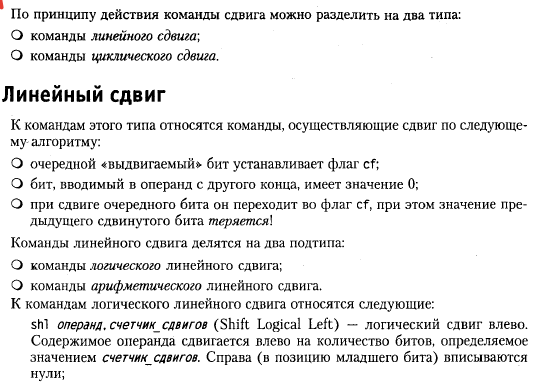 По принципу действия команды сдвига можно разделить на два типа:
❍ команды линейного сдвига;
❍ команды циклического сдвига.
Линейный сдвиг
К командам этого типа относятся команды, осуществляющие сдвиг по следующе-
му алгоритму:
❍ очередной «выдвигаемый» бит устанавливает флаг cf;
❍ бит, вводимый в операнд с другого конца, имеет значение 0;
❍ при сдвиге очередного бита он переходит во флаг cf, при этом значение пре-
дыдущего сдвинутого бита теряется!
Команды линейного сдвига делятся на два подтипа:
❍ команды логического линейного сдвига;
❍ команды арифметического линейного сдвига.
К командам логического линейного сдвига относятся следующие:
shl операнд,счетчик_сдвигов (Shift Logical Left) — логический сдвиг влево.
Содержимое операнда сдвигается влево на количество битов, определяемое
значением счетчик_сдвигов. Справа (в позицию младшего бита) вписываются
нули;